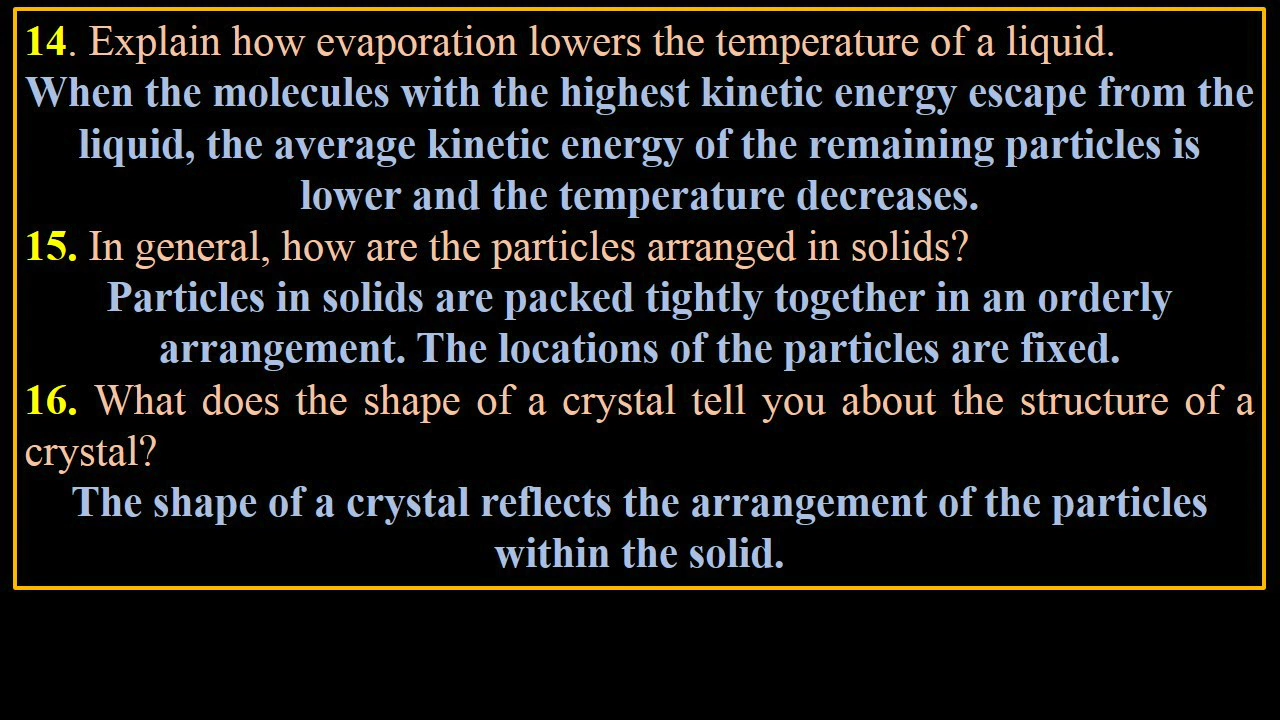 14. Explain how evaporation lowers the temperature of a liquid.
When the molecules with the highest kinetic energy escape from the
liquid, the average kinetic energy of the remaining particles is
lower and the temperature decreases.
15. In general, how are the particles arranged in solids?
Particles in solids are packed tightly together in an orderly
arrangement. The locations of the particles are fixed.
16. What does the shape of a crystal tell you about the structure of a
crystal?
The shape of a crystal reflects the arrangement of the particles
within the solid.